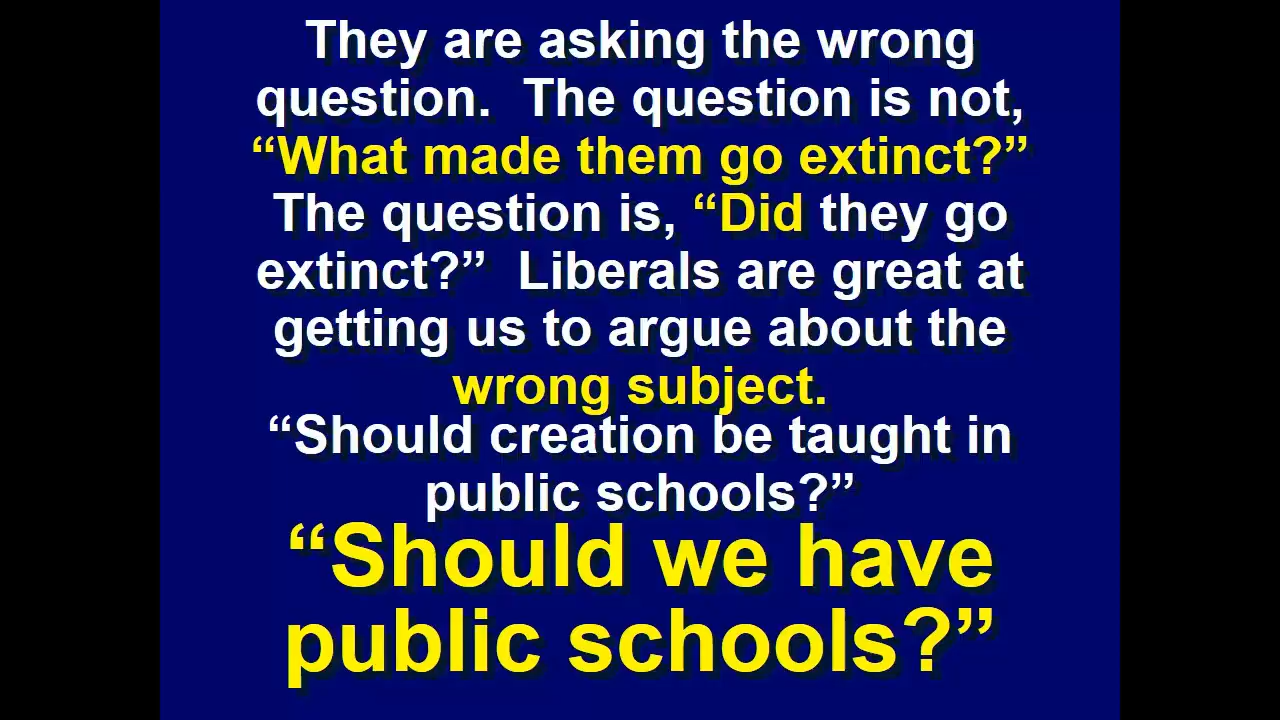 They are asking the wrong
question.  The question is not,
“What made them go extinct?”
The question is, “Did they go
extinct?”  Liberals are great at
getting us to argue about the
wrong subject.
“Should creation be taught in
public schools?”
“Should we have
public schools?”